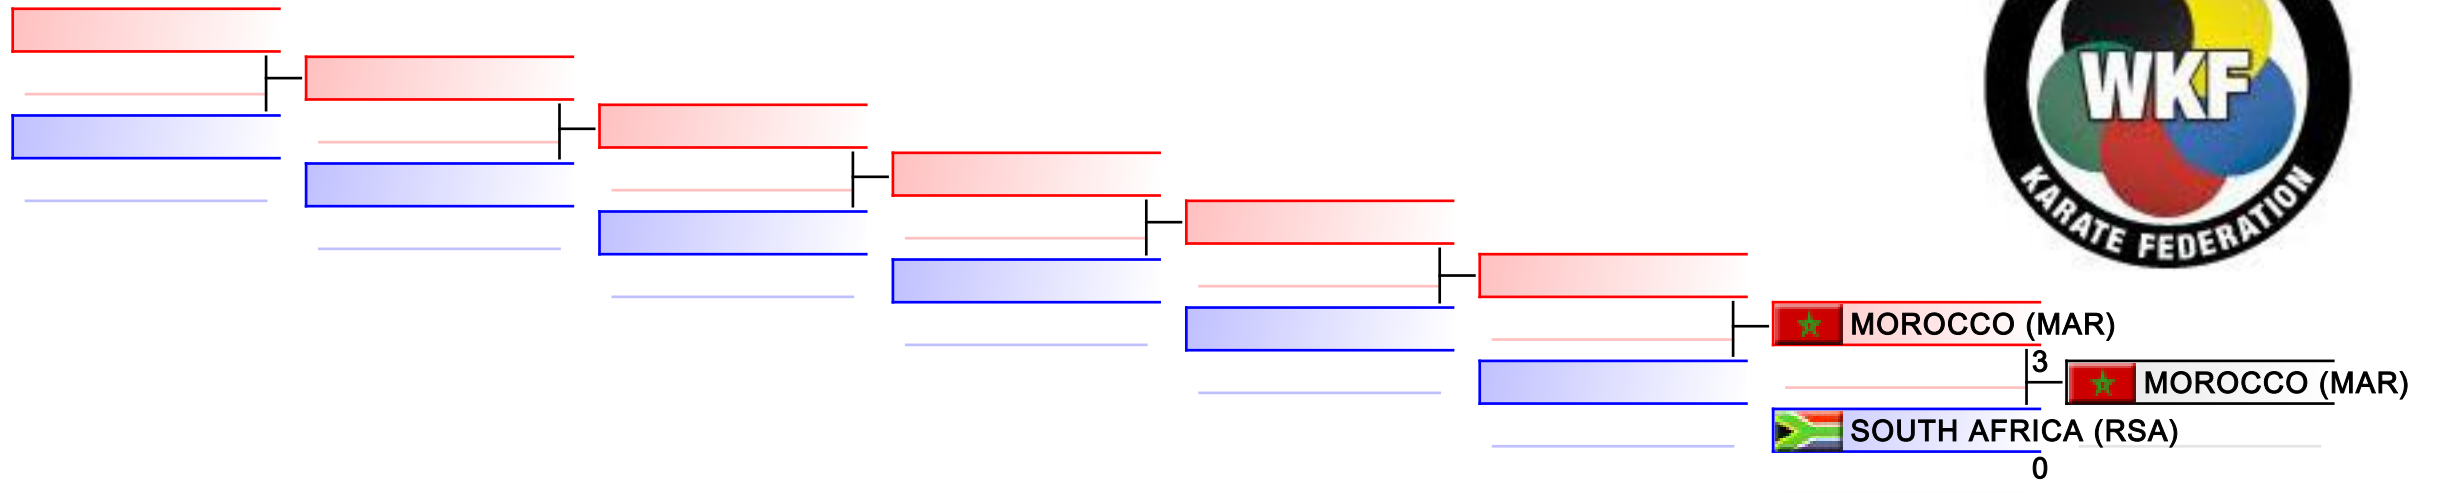 WKF
KARATE FEDERATION
MOROCCO (MAR)
3
MOROCCO (MAR)
SOUTH AFRICA (RSA)
0